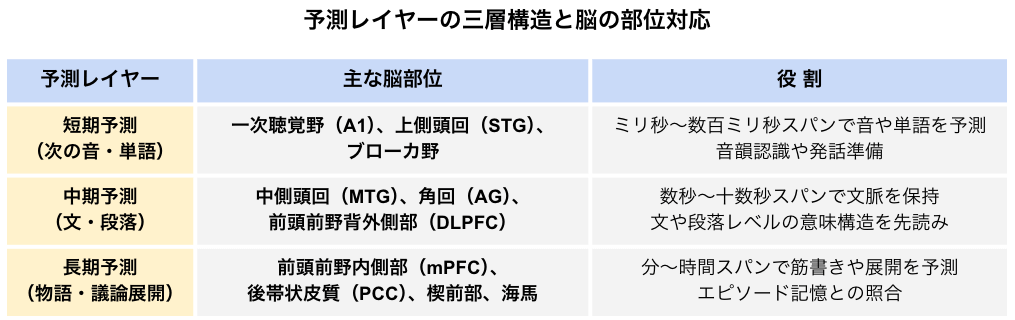 予測レイヤーの三層構造と脳の部位対応
予測レイヤー 主な脳部位 役 割
短期予測
（次の音・単語）
一次聴覚野（A1）、上側頭回（STG）、
ブローカ野
ミリ秒〜数百ミリ秒スパンで音や単語を予測
音韻認識や発話準備
中期予測
（文・段落）
中側頭回（MTG）、角回（AG）、
前頭前野背外側部（DLPFC）
数秒〜十数秒スパンで文脈を保持
文や段落レベルの意味構造を先読み
長期予測
（物語・議論展開）
前頭前野内側部（mPFC）、
後帯状皮質（PCC）、楔前部、海馬
分〜時間スパンで筋書きや展開を予測
エピソード記憶との照合